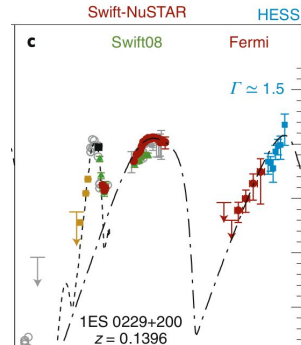 Swift-NuSTAR
HESS
c
Swift08
Fermi
Γ ≃ 1.5
1ES 0229+200
z = 0.1396